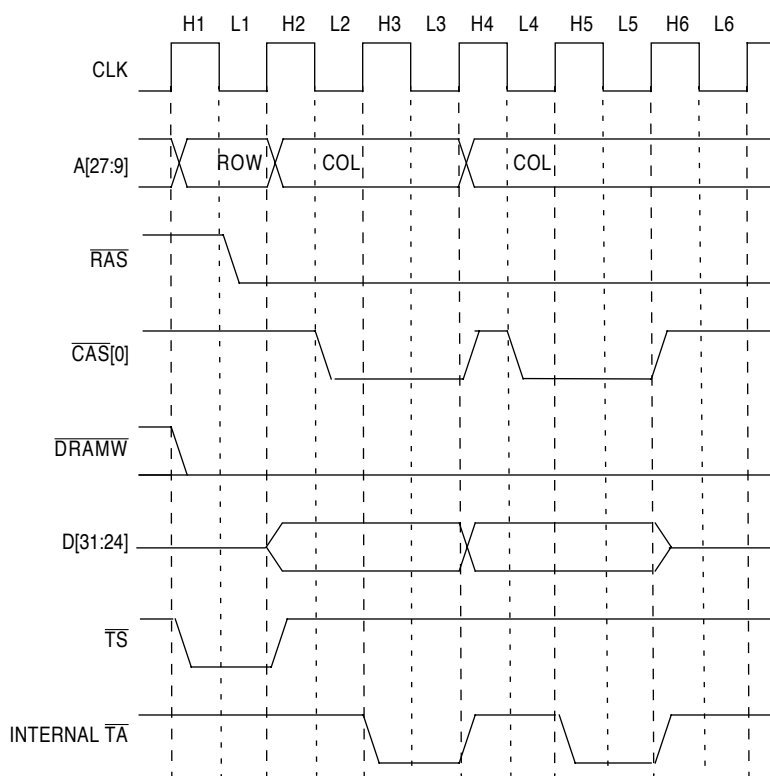 H1 L1 H2 L2 H3 L3 H4 L4 H5 L5 H6 L6
CLK
A[27:9] ROW COL COL
RAS
CAS[0]
DRAMW
D[31:24]
TS
INTERNAL TA